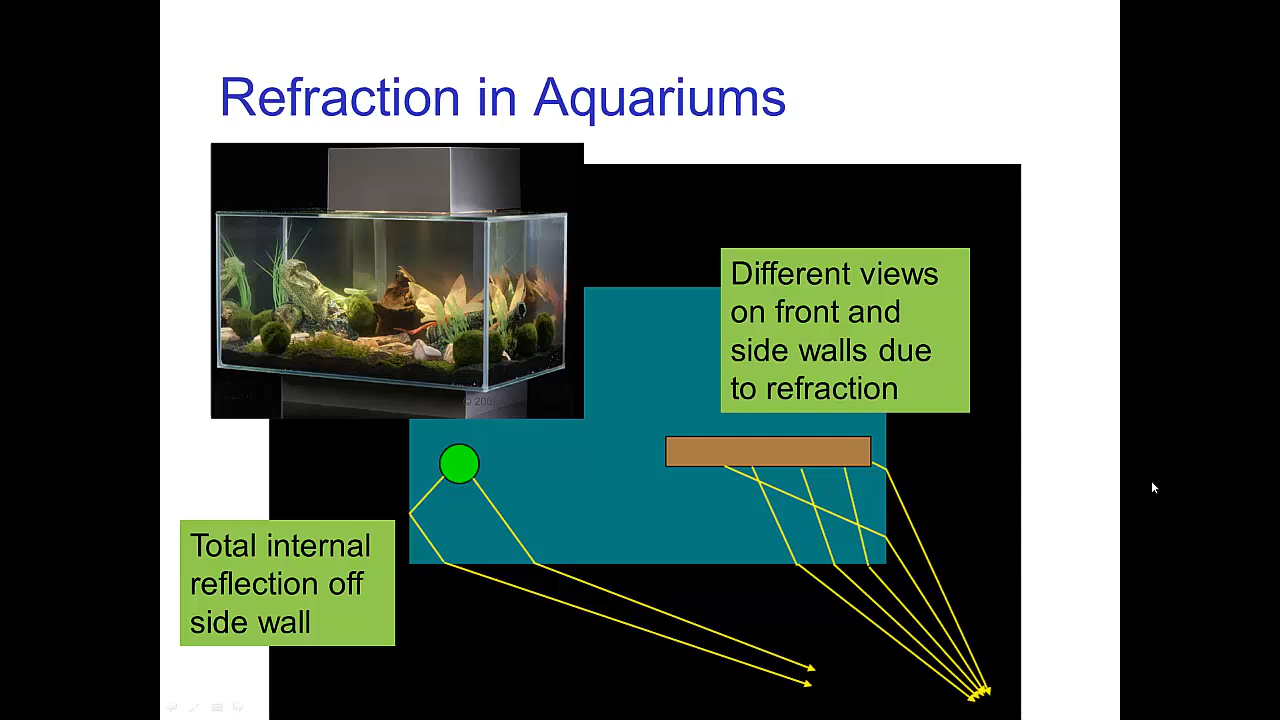 Refraction in Aquariums
Different views
on front and
side walls due
to refraction
Total internal
reflection off
side wall
© 200